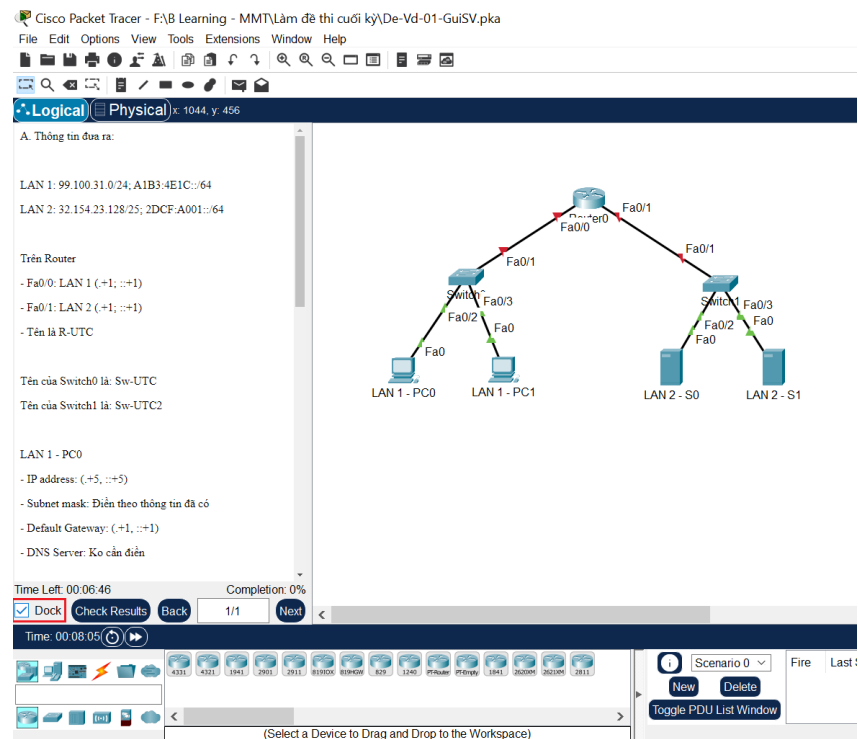 Cisco Packet Tracer - F:\B Learning - MMT\Làm đề thi cuối kỳ\De-Vd-01-GuiSV.pka
File Edit Options View Tools Extensions Window Help
Logical Physical x: 1044, y: 456
A. Thông tin đưa ra:
LAN 1: 99.100.31.0/24; A1B3:4E1C::/64
LAN 2: 32.154.23.128/25; 2DCF:A001::/64
Trên Router
- Fa0/0: LAN 1 (.+1; ::+1)
- Fa0/1: LAN 2 (.+1; ::+1)
- Tên là R-UTC
Tên của Switch0 là: Sw-UTC
Tên của Switch1 là: Sw-UTC2
LAN 1 - PC0
- IP address: (.+5, ::+5)
- Subnet mask: Điền theo thông tin đã có
- Default Gateway: (.+1, ::+1)
- DNS Server: Ko cần điền
Router0
Fa0/1
Fa0/0
Fa0/1
Fa0/1
Switch
Fa0/3
Fa0/2
Fa0
Fa0
LAN 1 - PC0
LAN 1 - PC1
Switch1
Fa0/3
Fa0/2
Fa0
Fa0
LAN 2 - S0
LAN 2 - S1
Time Left: 00:06:46 Completion: 0%
Dock Check Results Back 1/1 Next
Time: 00:08:05
4331 4321 1941 2901 2911 819IOX 819HGW 829 1240 PT-Router PT-Empty 1841 2620XM 2621XM 2811
(Select a Device to Drag and Drop to the Workspace)
Scenario 0
New Delete
Toggle PDU List Window
Fire Last S